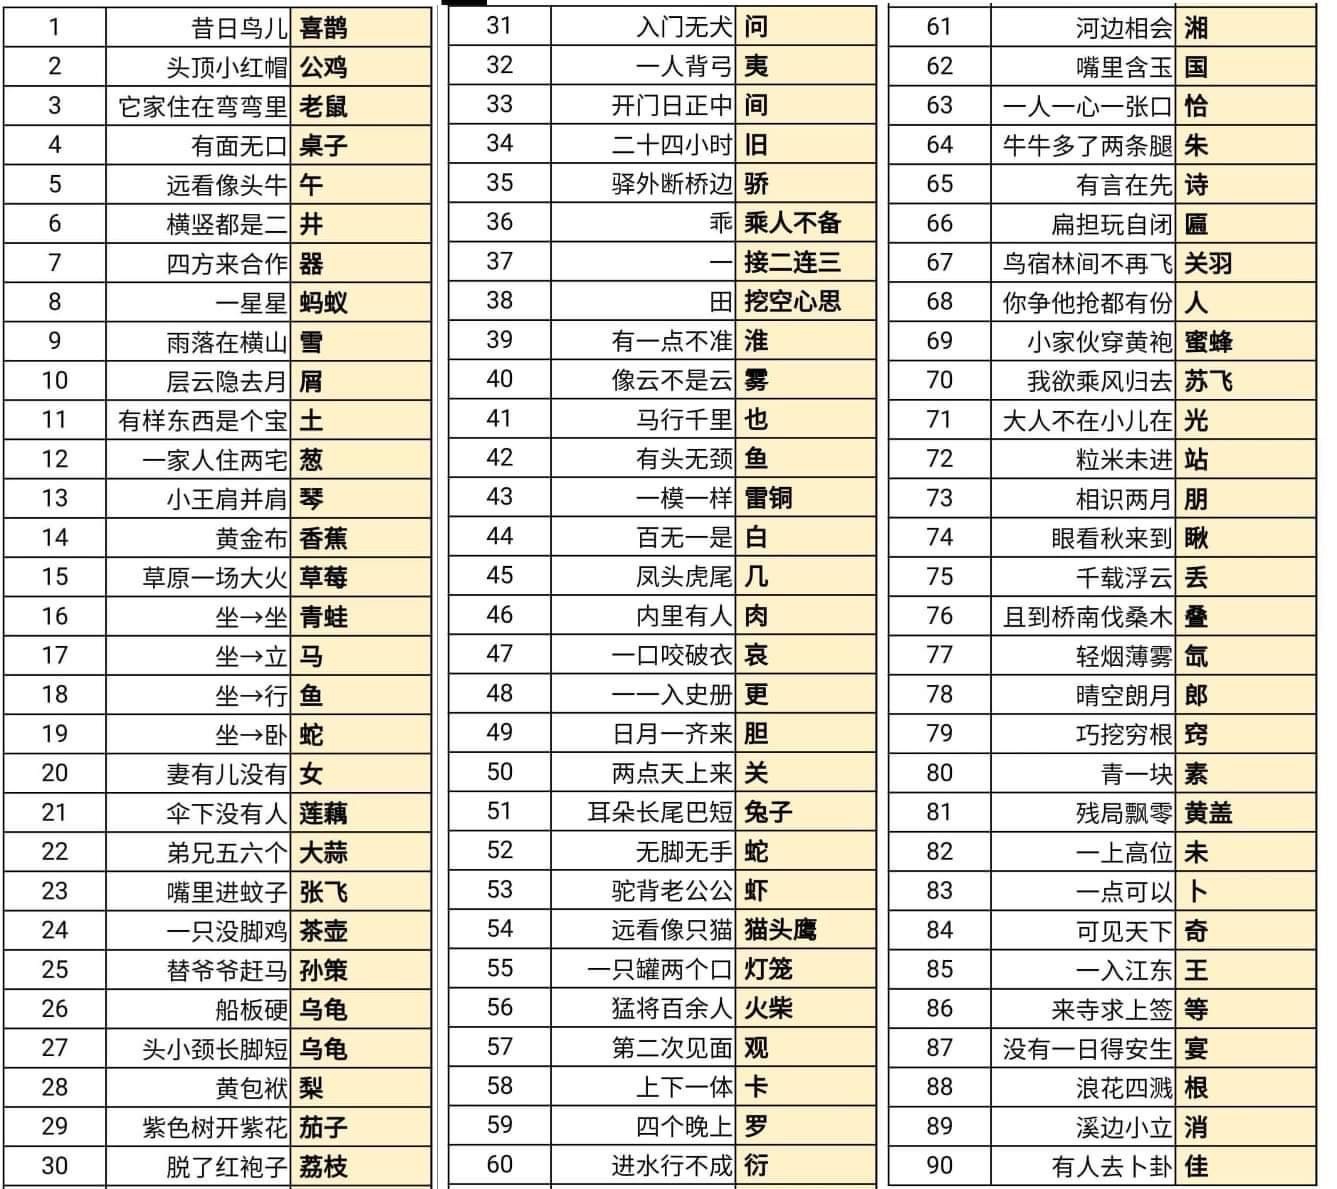 1 昔日鸟儿 喜鹊
2 头顶小红帽 公鸡
3 它家住在弯弯里 老鼠
4 有面无口 桌子
5 远看像头牛 午
6 横竖都是二 井
7 四方来合作 器
8 一星星 蚂蚁
9 雨落在横山 雪
10 层云隐去月 屑
11 有样东西是个宝 土
12 一家人住两宅 葱
13 小王肩并肩 琴
14 黄金布 香蕉
15 草原一场大火 草莓
16 坐→坐 青蛙
17 坐→立 马
18 坐→行 鱼
19 坐→卧 蛇
20 妻有儿没有 女
21 伞下没有人 莲藕
22 弟兄五六个 大蒜
23 嘴里进蚊子 张飞
24 一只没脚鸡 茶壶
25 替爷爷赶马 孙策
26 船板硬 乌龟
27 头小颈长脚短 乌龟
28 黄包袱 梨
29 紫色树开紫花 茄子
30 脱了红袍子 荔枝
31 入门无犬 问
32 一人背弓 夷
33 开门日正中 间
34 二十四小时 旧
35 驿外断桥边 骄
36 乖 乘人不备
37 一 接二连三
38 田 挖空心思
39 有一点不准 淮
40 像云不是云 雾
41 马行千里 也
42 有头无颈 鱼
43 一模一样 雷铜
44 百无一是 白
45 凤头虎尾 几
46 内里有人 肉
47 一口咬破衣 哀
48 一一入史册 更
49 日月一齐来 胆
50 两点天上来 关
51 耳朵长尾巴短 兔子
52 无脚无手 蛇
53 驼背老公公 虾
54 远看像只猫 猫头鹰
55 一只罐两个口 灯笼
56 猛将百余人 火柴
57 第二次见面 观
58 上下一体 卡
59 四个晚上 罗
60 进水行不成 衍
61 河边相会 湘
62 嘴里含玉 国
63 一人一心一张口 恰
64 牛牛多了两条腿 朱
65 有言在先 诗
66 扁担玩自闭 匾
67 鸟宿林间不再飞 关羽
68 你争他抢都有份 人
69 小家伙穿黄袍 蜜蜂
70 我欲乘风归去 苏飞
71 大人不在小儿在 光
72 粒米未进 站
73 相识两月 朋
74 眼看秋来到 瞅
75 千载浮云 丢
76 且到桥南伐桑木 叠
77 轻烟薄雾 氙
78 晴空朗月 郎
79 巧挖穷根 窍
80 青一块 素
81 残局飘零 黄盖
82 一上高位 未
83 一点可以 卜
84 可见天下 奇
85 一入江东 王
86 来寺求上签 等
87 没有一日得安生 宴
88 浪花四溅 根
89 溪边小立 消
90 有人去卜卦 佳